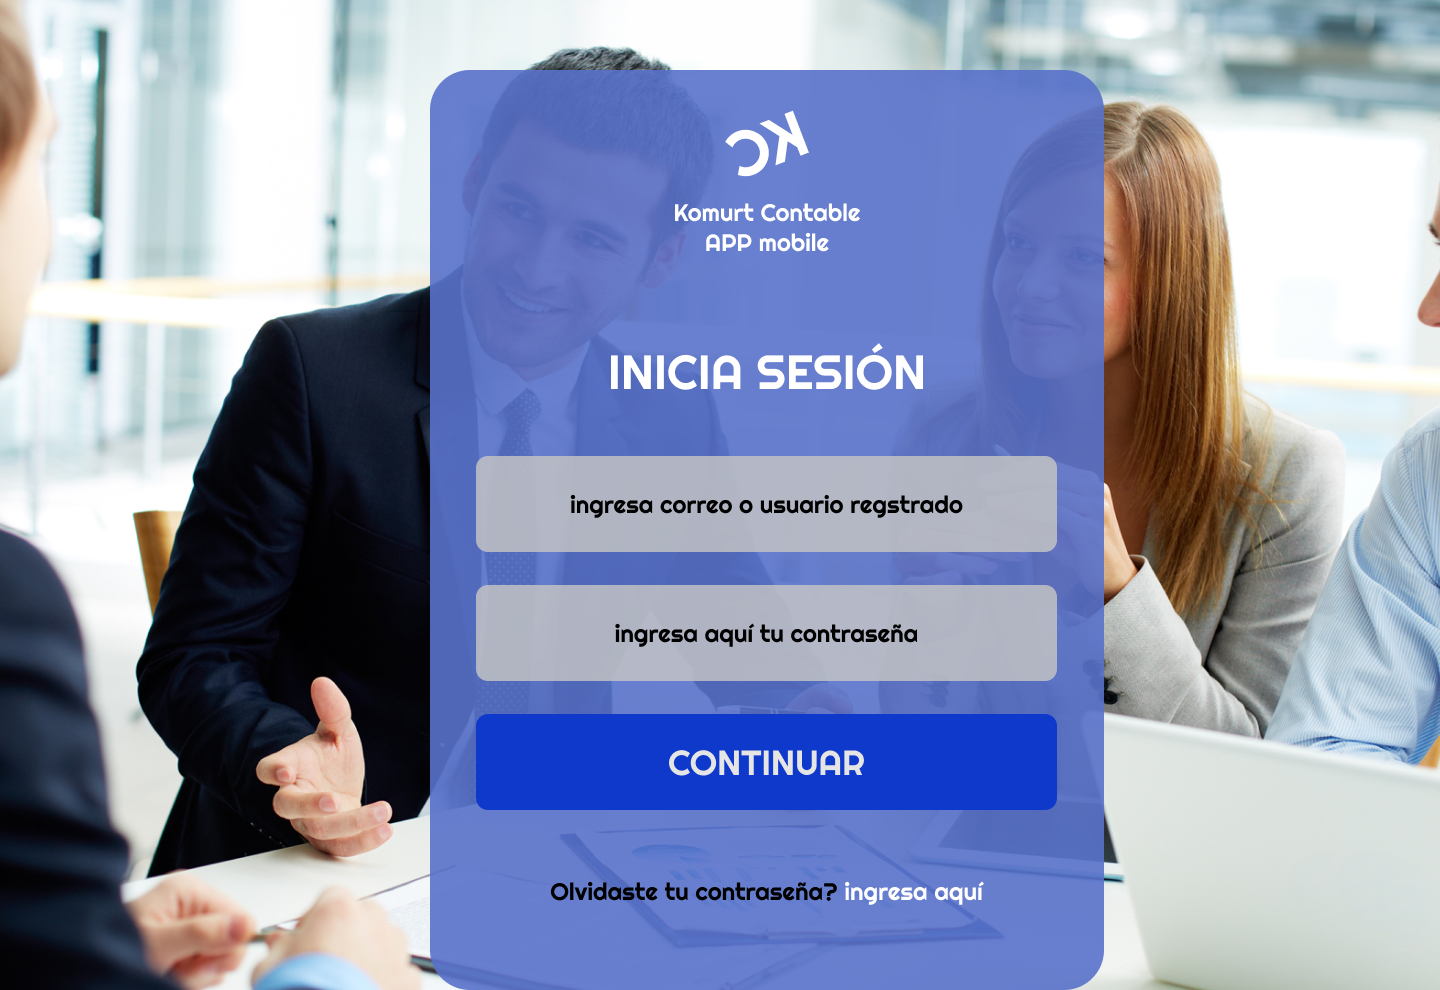 KC
Komurt Contable
APP mobile
INICIA SESIÓN
ingresa correo o usuario regstrado
ingresa aquí tu contraseña
CONTINUAR
Olvidaste tu contraseña? ingresa aquí